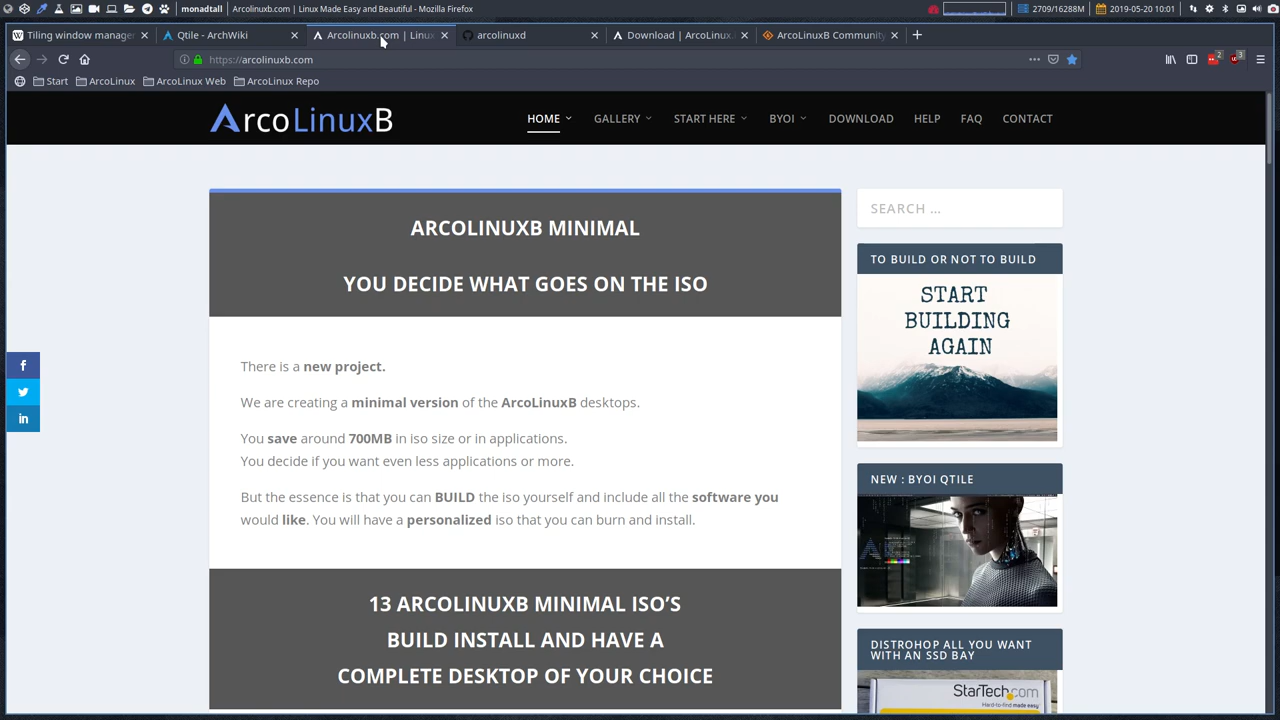 monadtall
Arcolinuxb.com | Linux Made Easy and Beautiful - Mozilla Firefox
2709/16288M
2019-05-20 10:01
Tiling window manage
Qtile - ArchWiki
Arcolinuxb.com | Linux
arcolinuxd
Download | ArcoLinux
ArcoLinuxB Community
https://arcolinuxb.com
2
3
Start
ArcoLinux
ArcoLinux Web
ArcoLinux Repo
ArcoLinuxB
HOME
GALLERY
START HERE
BYOI
DOWNLOAD
HELP
FAQ
CONTACT
ARCOLINUXB MINIMAL
YOU DECIDE WHAT GOES ON THE ISO
There is a new project.
We are creating a minimal version of the ArcoLinuxB desktops.
You save around 700MB in iso size or in applications.
You decide if you want even less applications or more.
But the essence is that you can BUILD the iso yourself and include all the software you
would like. You will have a personalized iso that you can burn and install.
13 ARCOLINUXB MINIMAL ISO'S
BUILD INSTALL AND HAVE A
COMPLETE DESKTOP OF YOUR CHOICE
SEARCH …
TO BUILD OR NOT TO BUILD
START
BUILDING
AGAIN
NEW : BYOI QTILE
DISTROHOP ALL YOU WANT
WITH AN SSD BAY
StarTech.com
Hard-to-find made easy